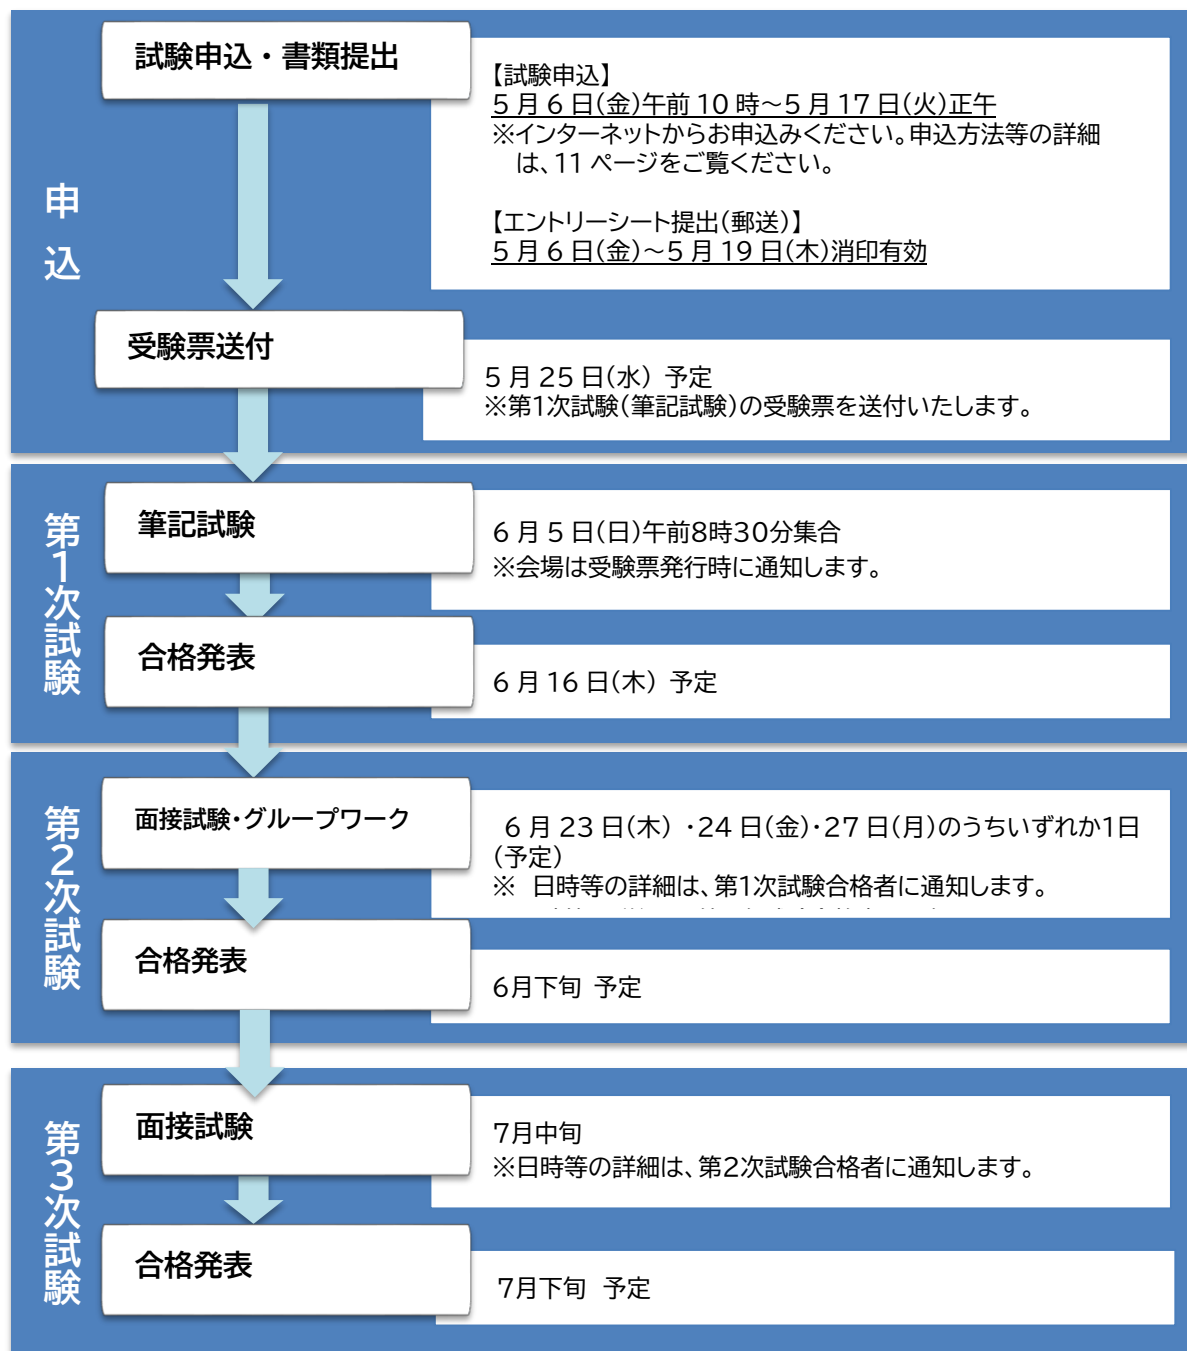 申込
試験申込・書類提出
【試験申込】
5月6日(金)午前10時～5月17日(火)正午
※インターネットからお申込みください。申込方法等の詳細
は、11ページをご覧ください。
【エントリーシート提出(郵送)】
5月6日(金)～5月19日(木)消印有効
受験票送付
5月25日(水) 予定
※第1次試験(筆記試験)の受験票を送付いたします。
第1次試験
筆記試験
6月5日(日)午前8時30分集合
※会場は受験票発行時に通知します。
合格発表
6月16日(木) 予定
第2次試験
面接試験・グループワーク
6月23日(木) ・24日(金)・27日(月)のうちいずれか1日
(予定)
※ 日時等の詳細は、第1次試験合格者に通知します。
合格発表
6月下旬 予定
第3次試験
面接試験
7月中旬
※日時等の詳細は、第2次試験合格者に通知します。
合格発表
7月下旬 予定